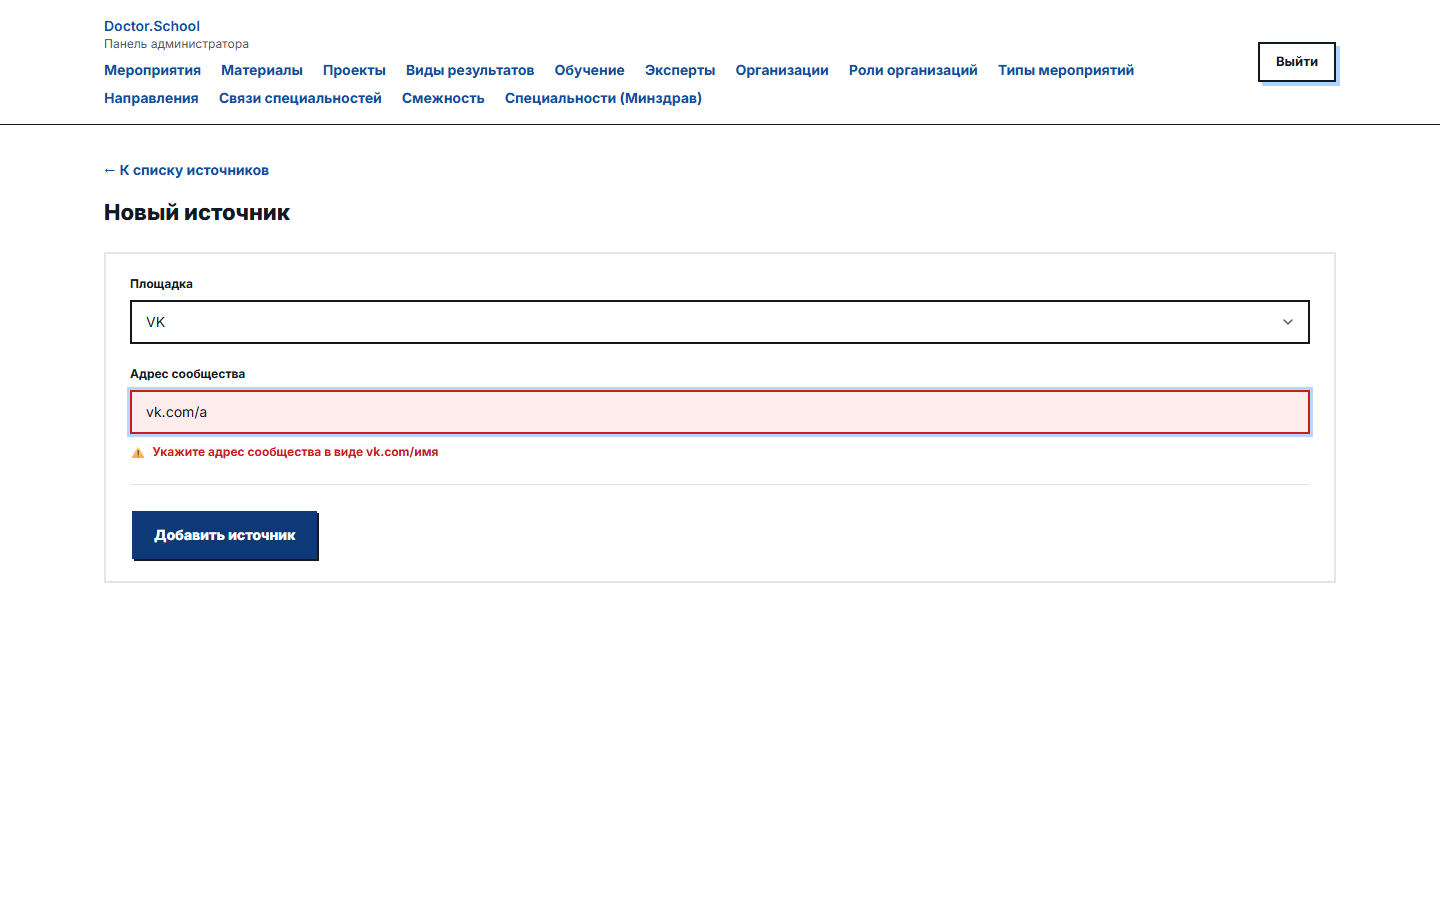 Doctor.School
Панель администратора
Мероприятия Материалы Проекты Виды результатов Обучение Эксперты Организации Роли организаций Типы мероприятий
Направления Связи специальностей Смежность Специальности (Минздрав)
Выйти
← К списку источников
Новый источник
Площадка
VK
Адрес сообщества
vk.com/a
Укажите адрес сообщества в виде vk.com/имя
Добавить источник